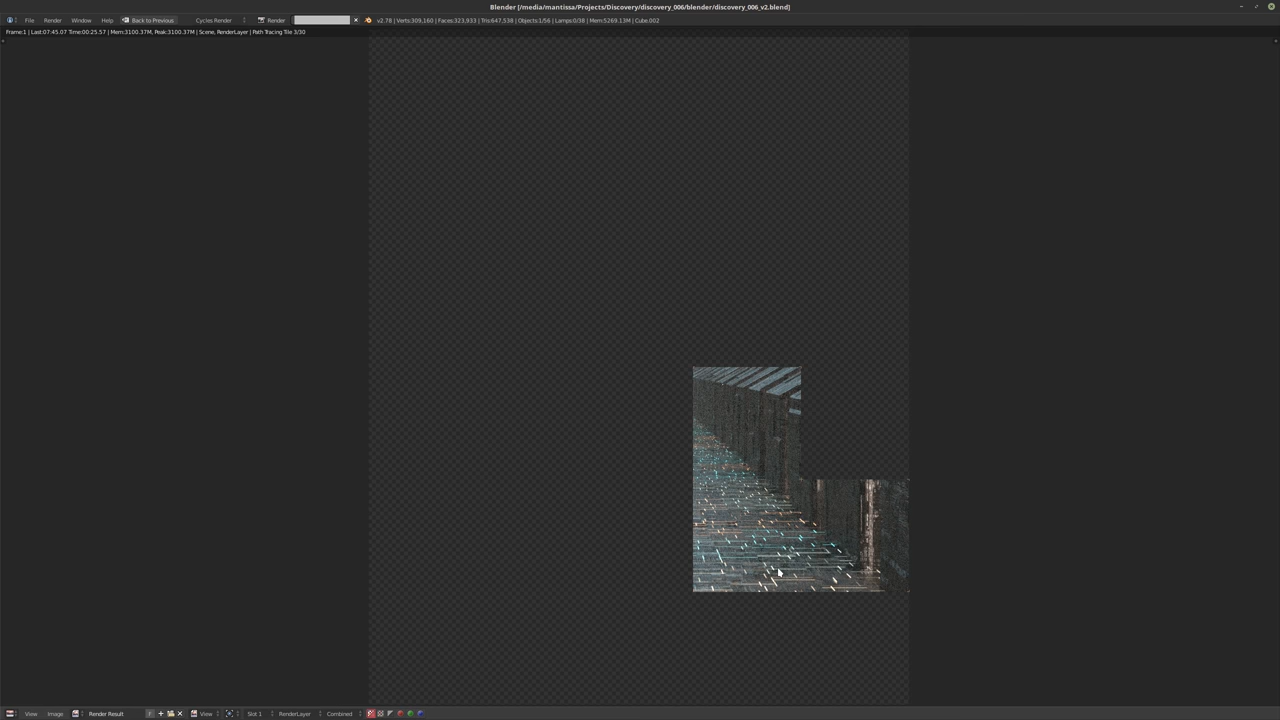 Blender [/media/mantissa/Projects/Discovery/discovery_006/blender/discovery_006_v2.blend]
File Render Window Help Back to Previous Cycles Render Render v2.78 | Verts:309,160 | Faces:323,933 | Tris:647,538 | Objects:1/56 | Lamps:0/38 | Mem:5269.13M | Cube.002
Frame:1 | Last:07:45.07 Time:00:25.57 | Mem:3100.37M, Peak:3100.37M | Scene, RenderLayer | Path Tracing Tile 3/30
View Image Render Result F View Slot 1 RenderLayer Combined